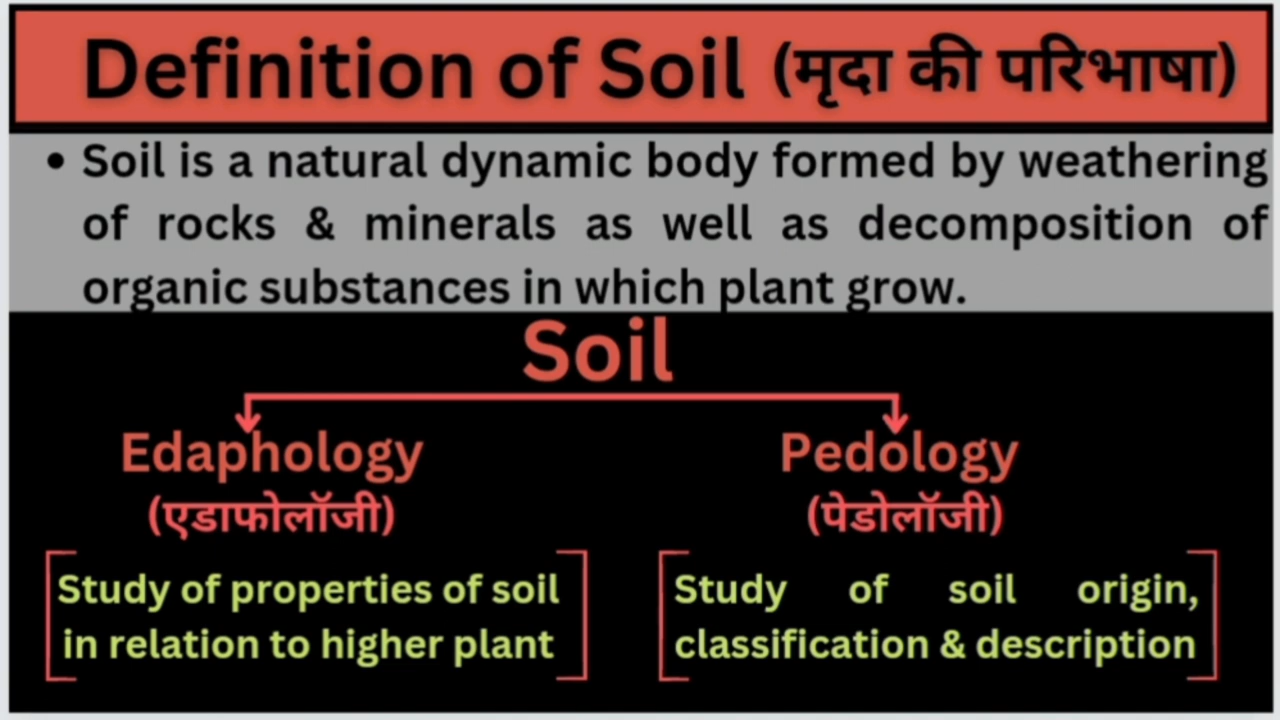 Definition of Soil (मृदा की परिभाषा)
• Soil is a natural dynamic body formed by weathering
of rocks & minerals as well as decomposition of
organic substances in which plant grow.
Soil
Edaphology
(एडाफोलॉजी)
Study of properties of soil
in relation to higher plant
Pedology
(पेडोलॉजी)
Study of soil origin,
classification & description